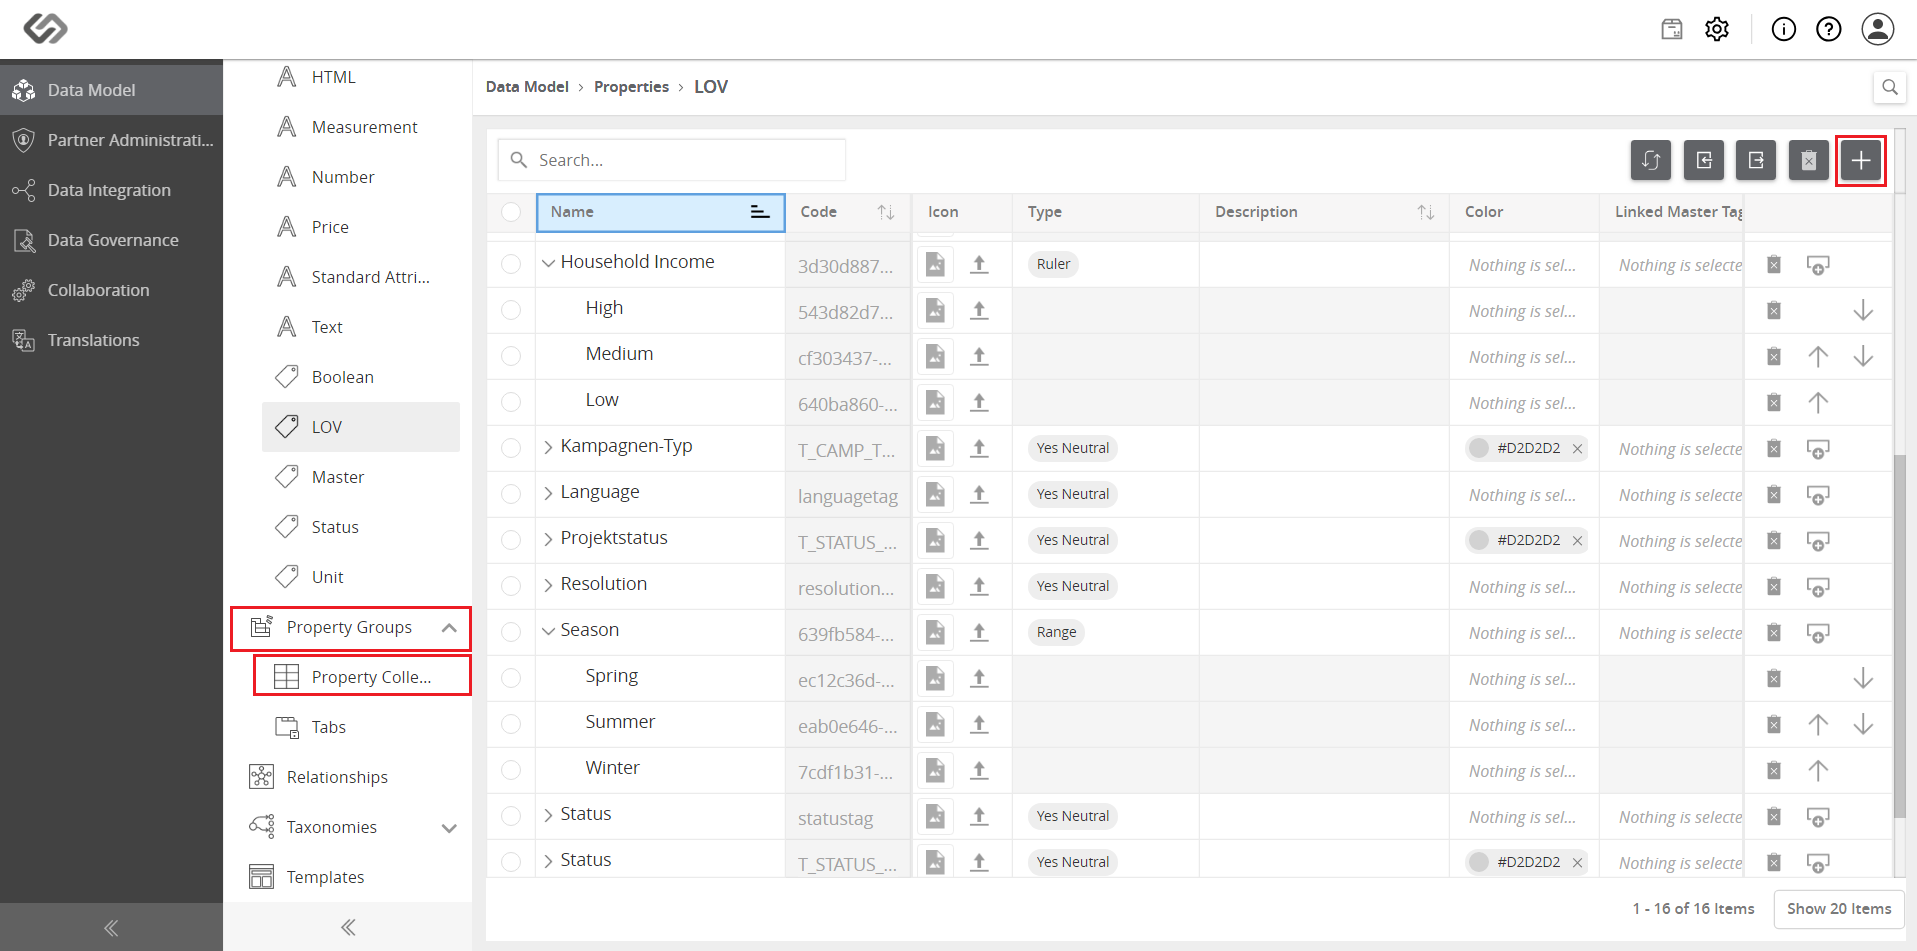 Data Model
Partner Administrati...
Data Integration
Data Governance
Collaboration
Translations
HTML
Measurement
Number
Price
Standard Attri...
Text
Boolean
LOV
Master
Status
Unit
Property Groups
Property Colle...
Tabs
Relationships
Taxonomies
Templates
Data Model > Properties > LOV
Search...
Name Code Icon Type Description Color Linked Master Tag
Household Income 3d30d887... Ruler Nothing is sel... Nothing is selecte
High 543d82d7... Nothing is sel...
Medium cf303437-... Nothing is sel...
Low 640ba860-... Nothing is sel...
Kampagnen-Typ T_CAMP_T... Yes Neutral #D2D2D2 × Nothing is selecte
Language languagetag Yes Neutral Nothing is sel... Nothing is selecte
Projektstatus T_STATUS_... Yes Neutral #D2D2D2 × Nothing is selecte
Resolution resolution... Yes Neutral Nothing is sel... Nothing is selecte
Season 639fb584-... Range Nothing is sel... Nothing is selecte
Spring ec12c36d-... Nothing is sel...
Summer eab0e646-... Nothing is sel...
Winter 7cdf1b31-... Nothing is sel...
Status statustag Yes Neutral Nothing is sel... Nothing is selecte
Status T_STATUS_... Yes Neutral #D2D2D2 × Nothing is selecte
1 - 16 of 16 Items Show 20 Items